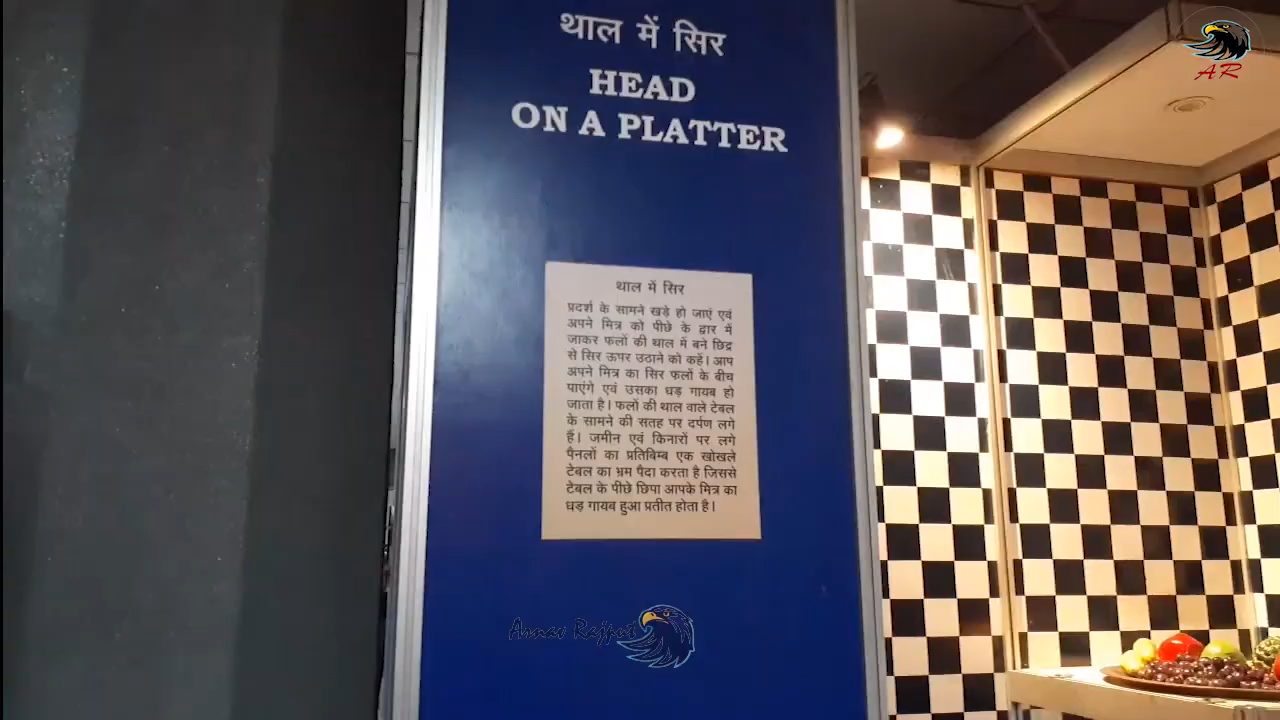 थाल में सिर
HEAD
ON A PLATTER
थाल में सिर
प्रदर्श के सामने खड़े हो जाएं एवं
अपने मित्र को पीछे के द्वार में
जाकर फलों की थाल में बने छिद्र
से सिर ऊपर उठाने को कहें। आप
अपने मित्र का सिर फलों के बीच
पाएंगे एवं उसका धड़ गायब हो
जाता है। फलों की थाल वाले टेबल
के सामने की सतह पर दर्पण लगे
हैं। जमीन एवं किनारों पर लगे
पैनलों का प्रतिबिम्ब एक खोखले
टेबल का भ्रम पैदा करता है जिससे
टेबल के पीछे छिपा आपके मित्र का
धड़ गायब हुआ प्रतीत होता है।
Arnav Rajput
AR